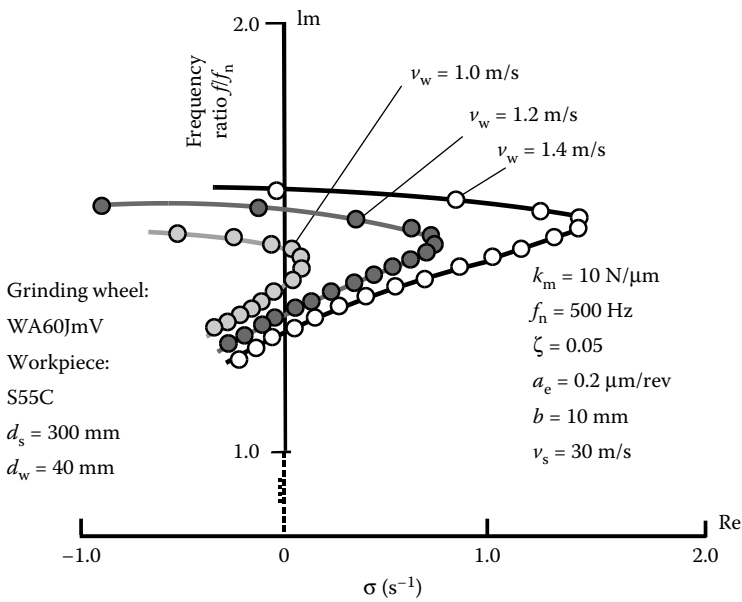 2.0
Im
Frequency
ratio f/fₙ
νw = 1.0 m/s
νw = 1.2 m/s
νw = 1.4 m/s
Grinding wheel:
WA60JmV
Workpiece:
S55C
ds = 300 mm
dw = 40 mm
km = 10 N/μm
fn = 500 Hz
ζ = 0.05
ae = 0.2 μm/rev
b = 10 mm
νs = 30 m/s
1.0
Re
–1.0 0 1.0 2.0
σ (s⁻¹)